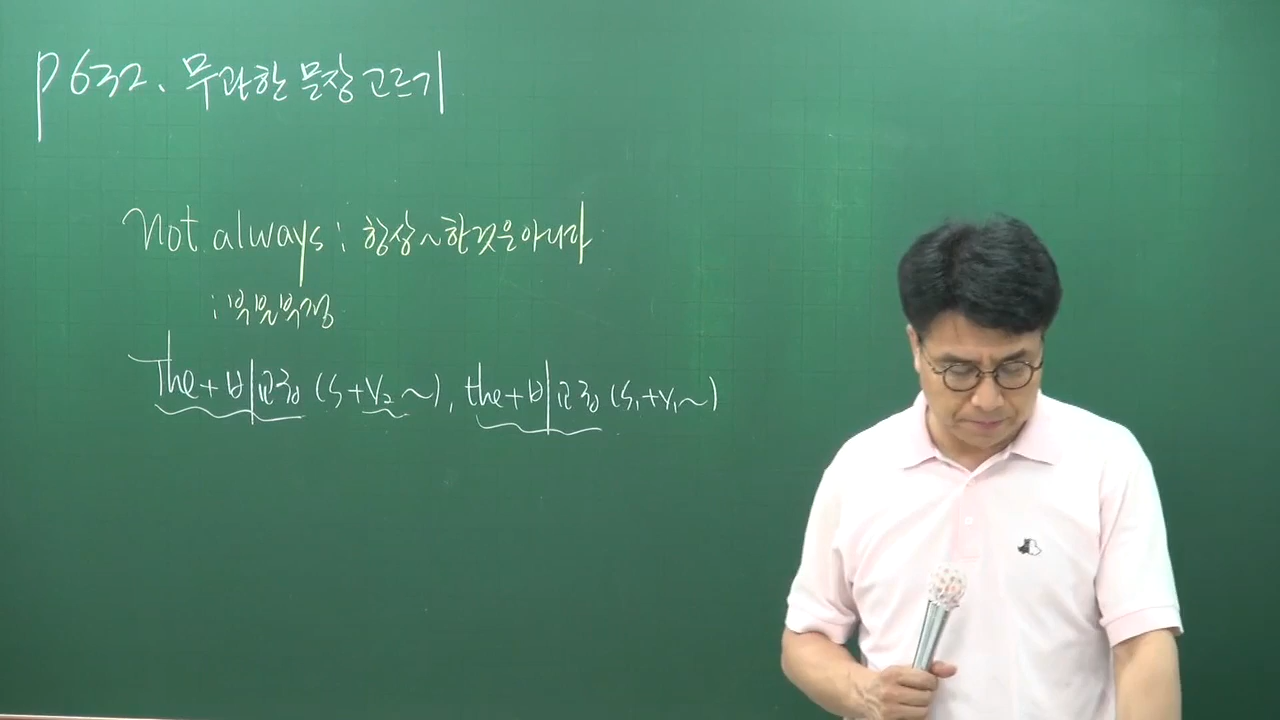 P 632. 무관한 문장 고르기
not always : 항상 ~ 한 것은 아니다
: 부분부정
The + 비교급 (S+V₂ ~), the + 비교급 (S₁+V₁ ~)